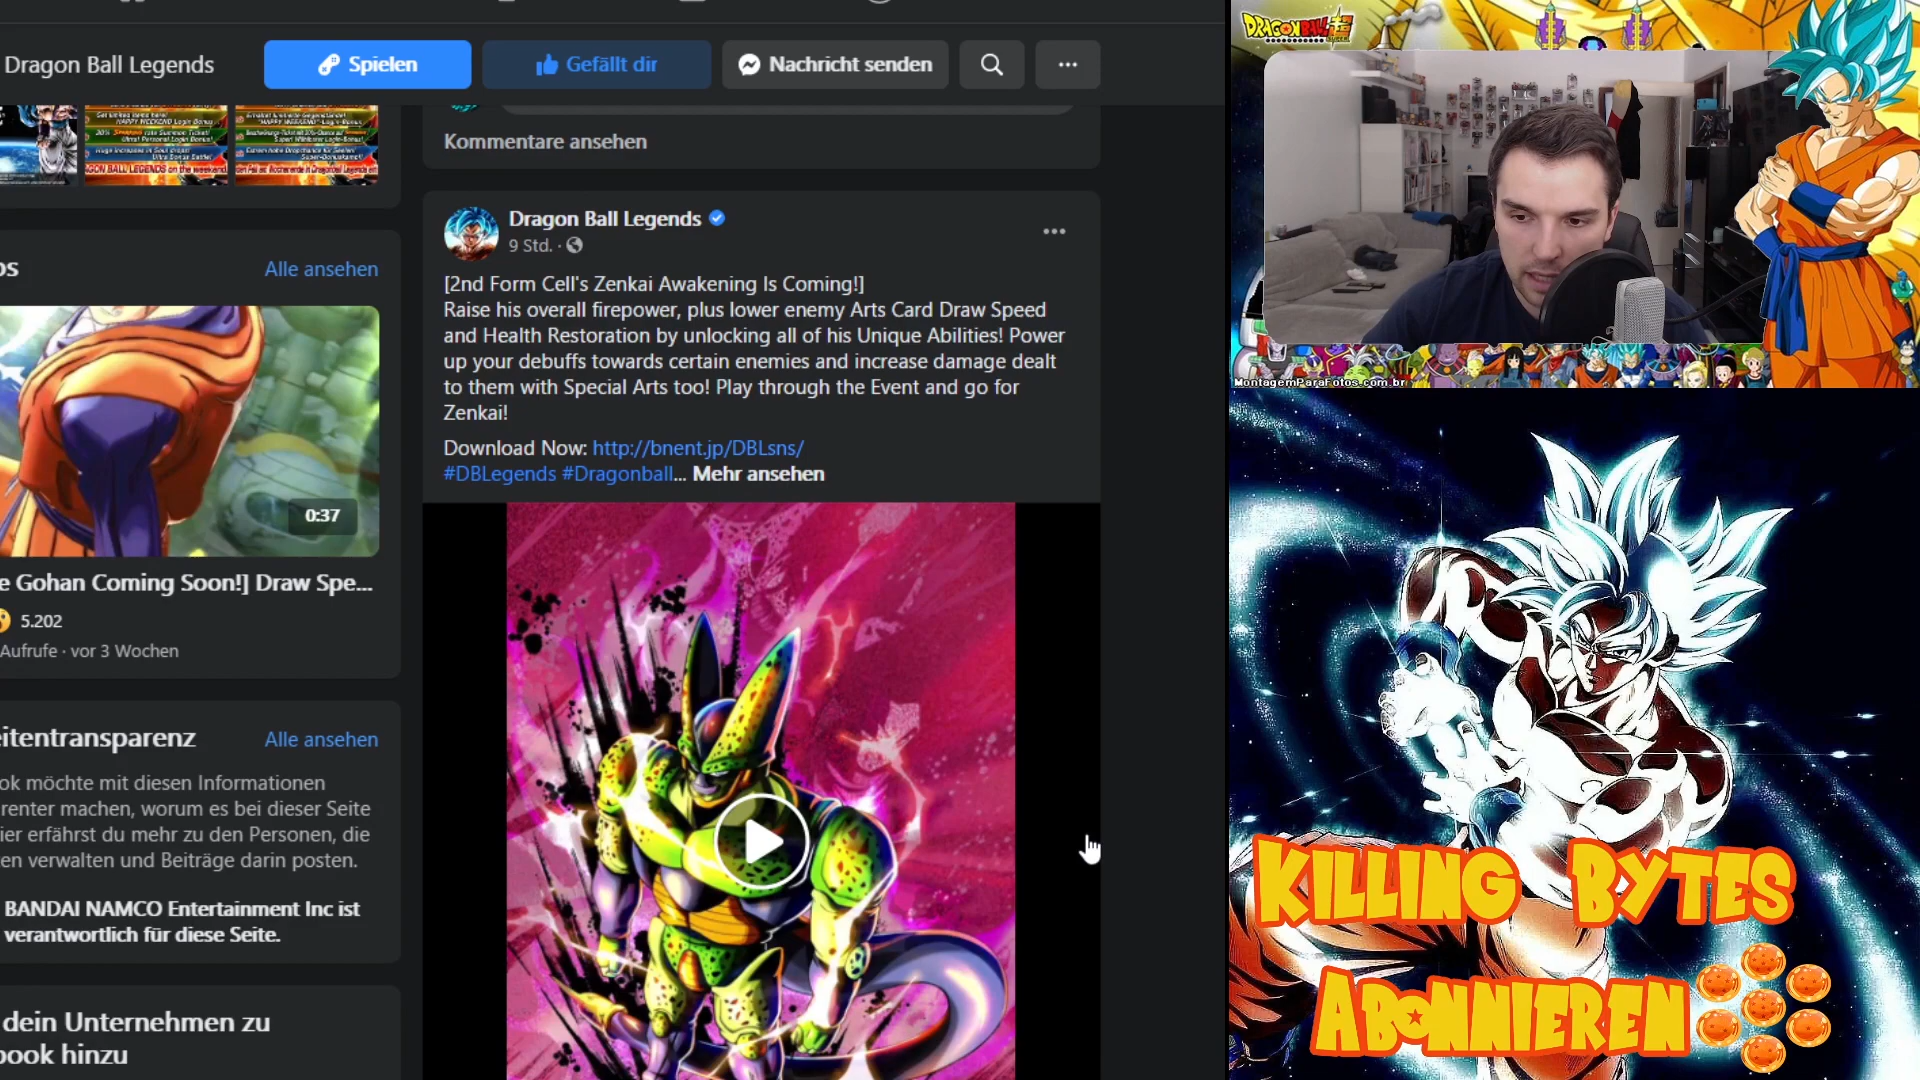 Dragon Ball Legends
Spielen
Gefällt dir
Nachricht senden
Kommentare ansehen
Dragon Ball Legends
9 Std. ·
[2nd Form Cell's Zenkai Awakening Is Coming!]
Raise his overall firepower, plus lower enemy Arts Card Draw Speed
and Health Restoration by unlocking all of his Unique Abilities! Power
up your debuffs towards certain enemies and increase damage dealt
to them with Special Arts too! Play through the Event and go for
Zenkai!
Download Now: http://bnent.jp/DBLsns/
#DBLegends #Dragonball... Mehr ansehen
os
Alle ansehen
0:37
e Gohan Coming Soon!] Draw Spe...
5.202
Aufrufe · vor 3 Wochen
eitentransparenz
Alle ansehen
ok möchte mit diesen Informationen
renter machen, worum es bei dieser Seite
ier erfährst du mehr zu den Personen, die
en verwalten und Beiträge darin posten.
BANDAI NAMCO Entertainment Inc ist
verantwortlich für diese Seite.
dein Unternehmen zu
book hinzu
DRAGON BALL
MontagemParaFotos.com.br
KILLING BYTES
ABONNIEREN